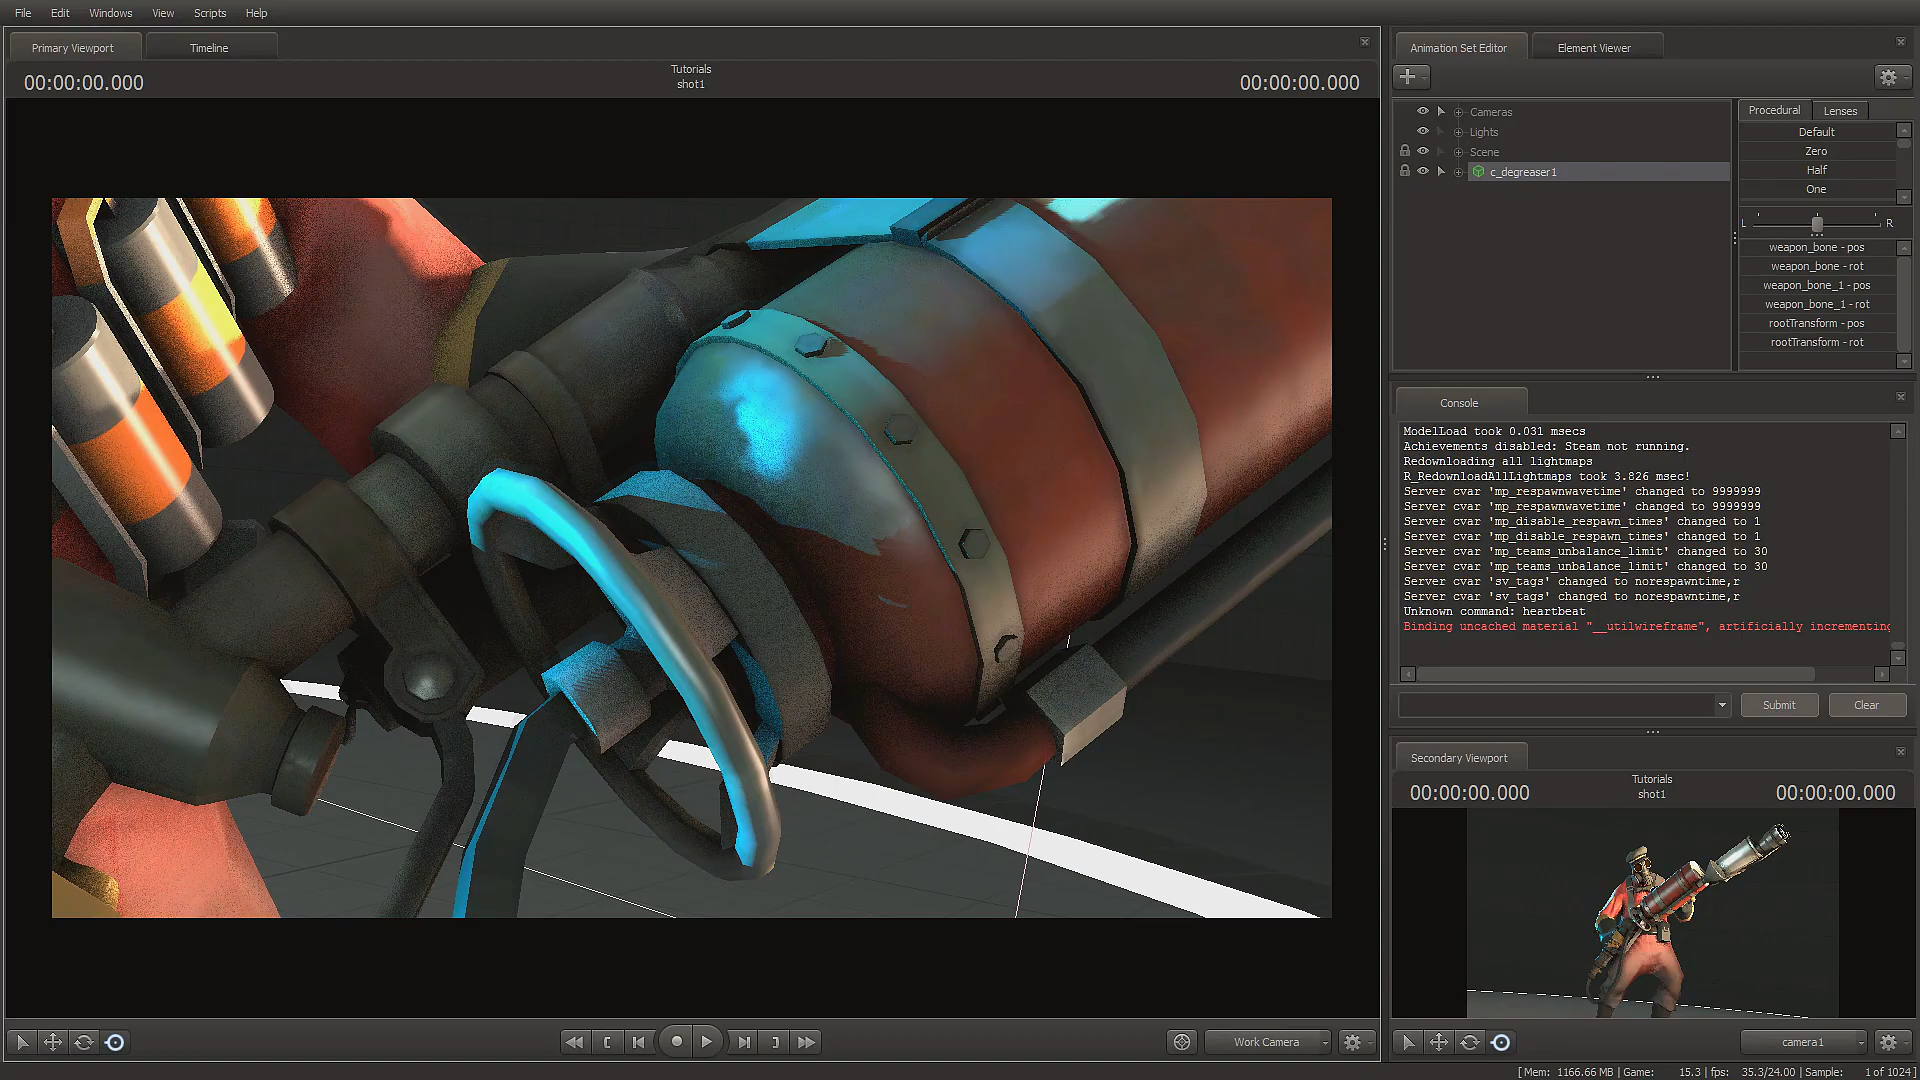 File Edit Windows View Scripts Help
Primary Viewport Timeline
00:00:00.000
Tutorials
shot1
00:00:00.000
Work Camera
Animation Set Editor Element Viewer
Cameras
Lights
Scene
c_degreaser1
Procedural Lenses
Default
Zero
Half
One
L R
weapon_bone - pos
weapon_bone - rot
weapon_bone_1 - pos
weapon_bone_1 - rot
rootTransform - pos
rootTransform - rot
Console
ModelLoad took 0.031 msecs
Achievements disabled: Steam not running.
Redownloading all lightmaps
R_RedownloadAllLightmaps took 3.826 msec!
Server cvar 'mp_respawnwavetime' changed to 9999999
Server cvar 'mp_respawnwavetime' changed to 9999999
Server cvar 'mp_disable_respawn_times' changed to 1
Server cvar 'mp_disable_respawn_times' changed to 1
Server cvar 'mp_teams_unbalance_limit' changed to 30
Server cvar 'mp_teams_unbalance_limit' changed to 30
Server cvar 'sv_tags' changed to norespawntime,r
Server cvar 'sv_tags' changed to norespawntime,r
Unknown command: heartbeat
Binding uncached material "__utilwireframe", artificially incrementing
Submit Clear
Secondary Viewport
00:00:00.000
Tutorials
shot1
00:00:00.000
camera1
[ Mem: 1166.66 MB | Game: 15.3 | fps: 35.3/24.00 | Sample: 1 of 1024 ]